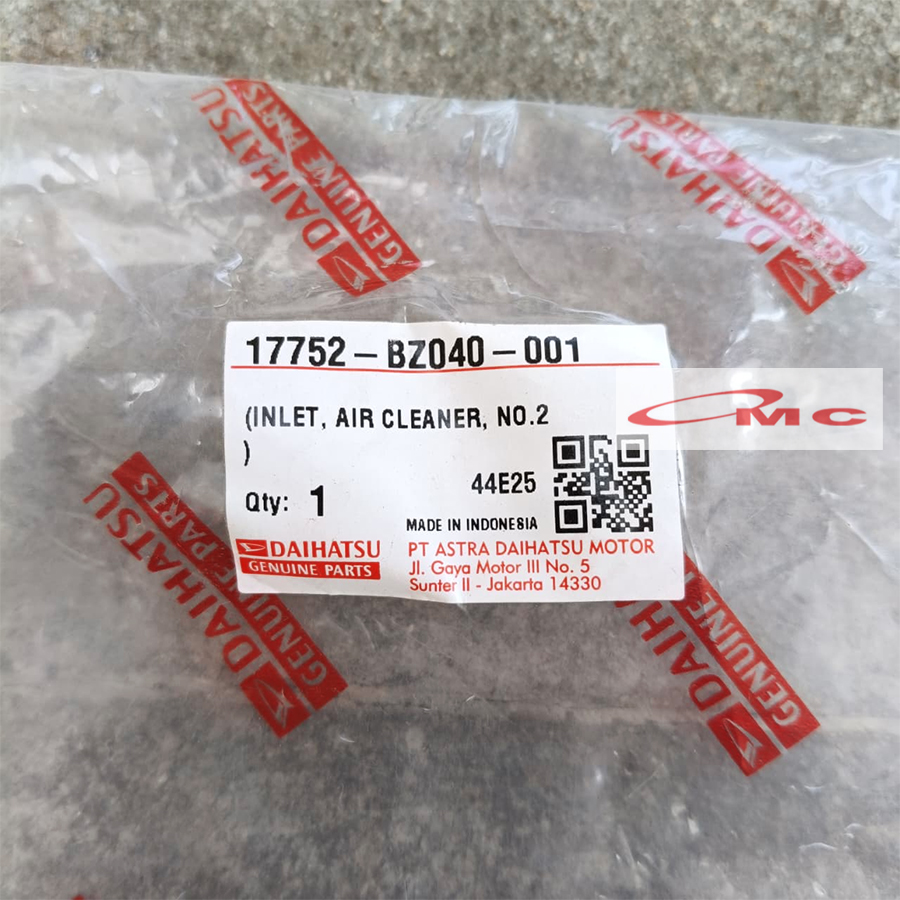 DAIHATSU
GENUINE PARTS
DAIHATSU
GENUINE PARTS
17752-BZ040-001
(INLET, AIR CLEANER, NO.2
)
44E25
Qty: 1
MADE IN INDONESIA
DAIHATSU
GENUINE PARTS
PT ASTRA DAIHATSU MOTOR
Jl. Gaya Motor III No. 5
Sunter II - Jakarta 14330
CMC
DAIHATSU
GENUINE PARTS
DAIHATSU
GENUINE PARTS